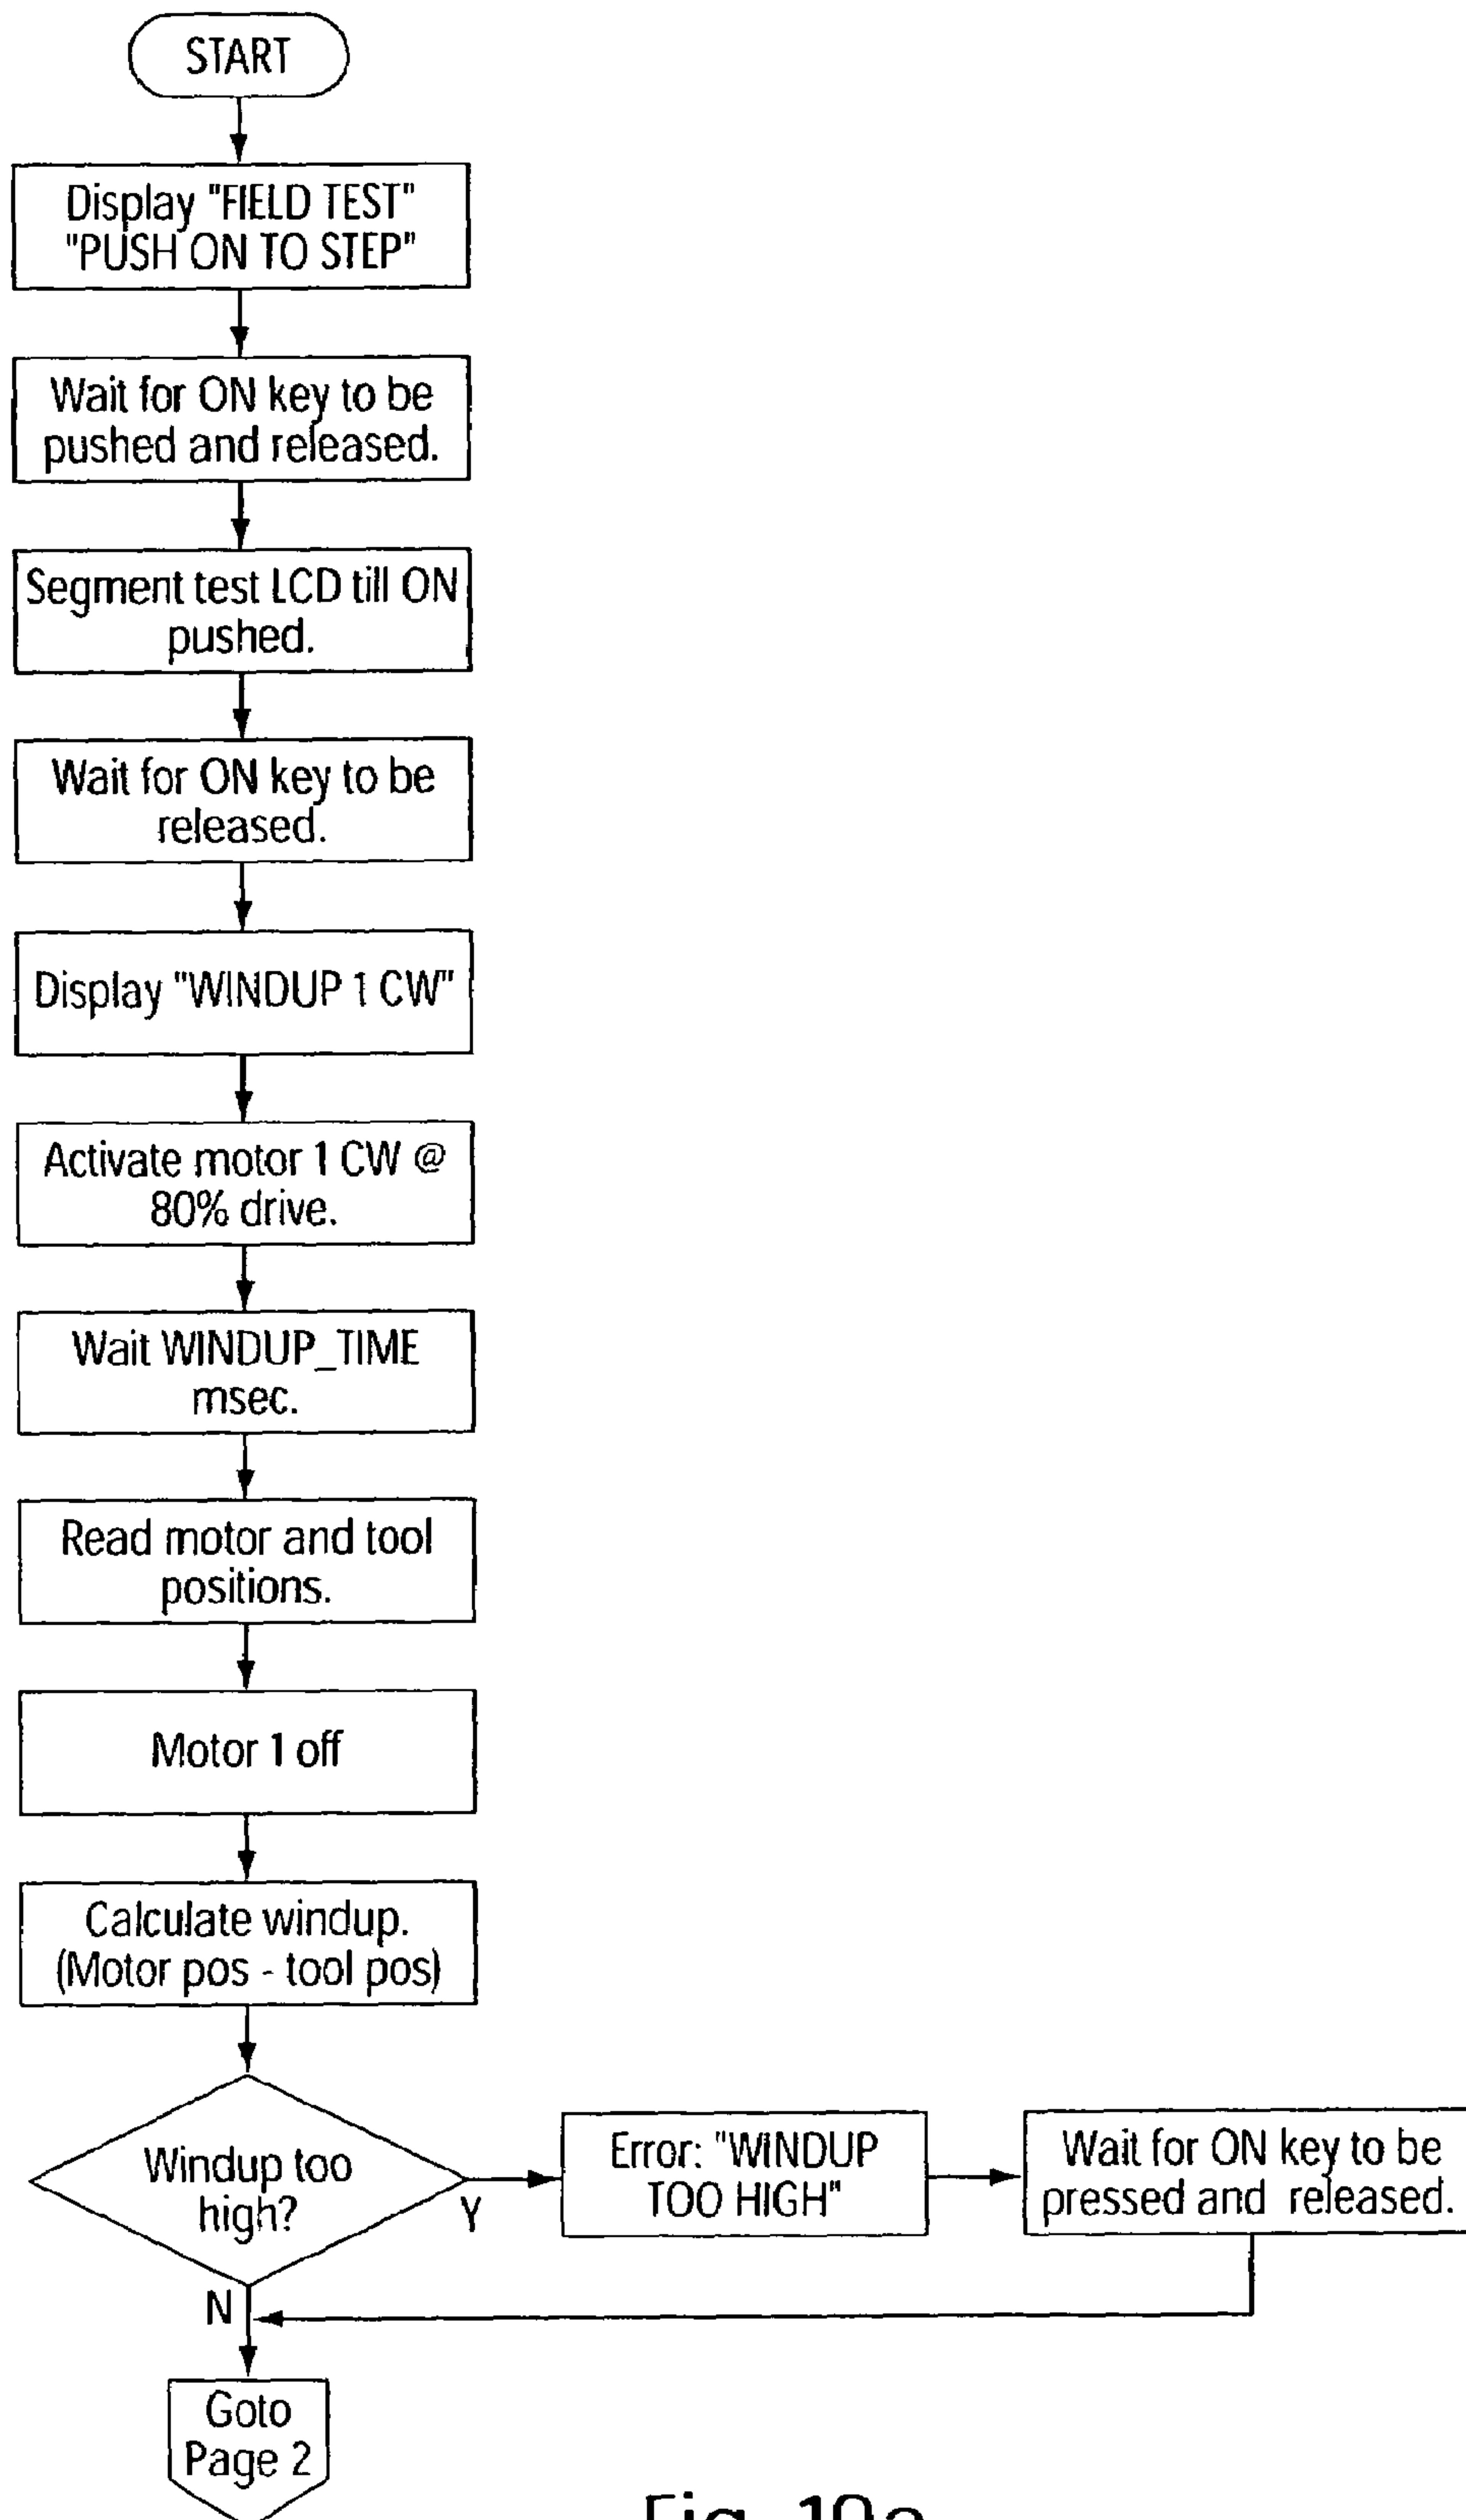 START
Display "FIELD TEST"
"PUSH ON TO STEP"
Wait for ON key to be
pushed and released.
Segment test LCD till ON
pushed.
Wait for ON key to be
released.
Display "WINDUP 1 CW"
Activate motor 1 CW @
80% drive.
Wait WINDUP_TIME
msec.
Read motor and tool
positions.
Motor 1 off
Calculate windup.
(Motor pos - tool pos)
Windup too
high?
Y
Error: "WINDUP
TOO HIGH"
Wait for ON key to be
pressed and released.
N
Goto
Page 2
Fig.